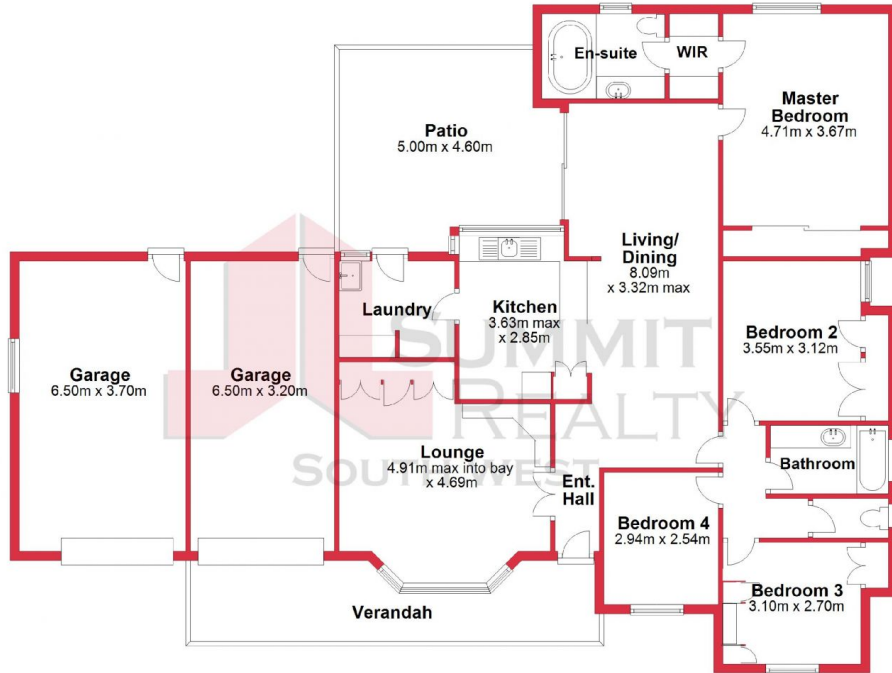 En-suite
WIR
Master
Bedroom
4.71m x 3.67m
Patio
5.00m x 4.60m
Living/
Dining
8.09m
x 3.32m max
Laundry
Kitchen
3.63m max
x 2.85m
Bedroom 2
3.55m x 3.12m
Garage
6.50m x 3.70m
Garage
6.50m x 3.20m
SUMMIT
REALTY
SOUTHWEST
Lounge
4.91m max into bay
x 4.69m
Ent.
Hall
Bathroom
Bedroom 4
2.94m x 2.54m
Bedroom 3
3.10m x 2.70m
Verandah